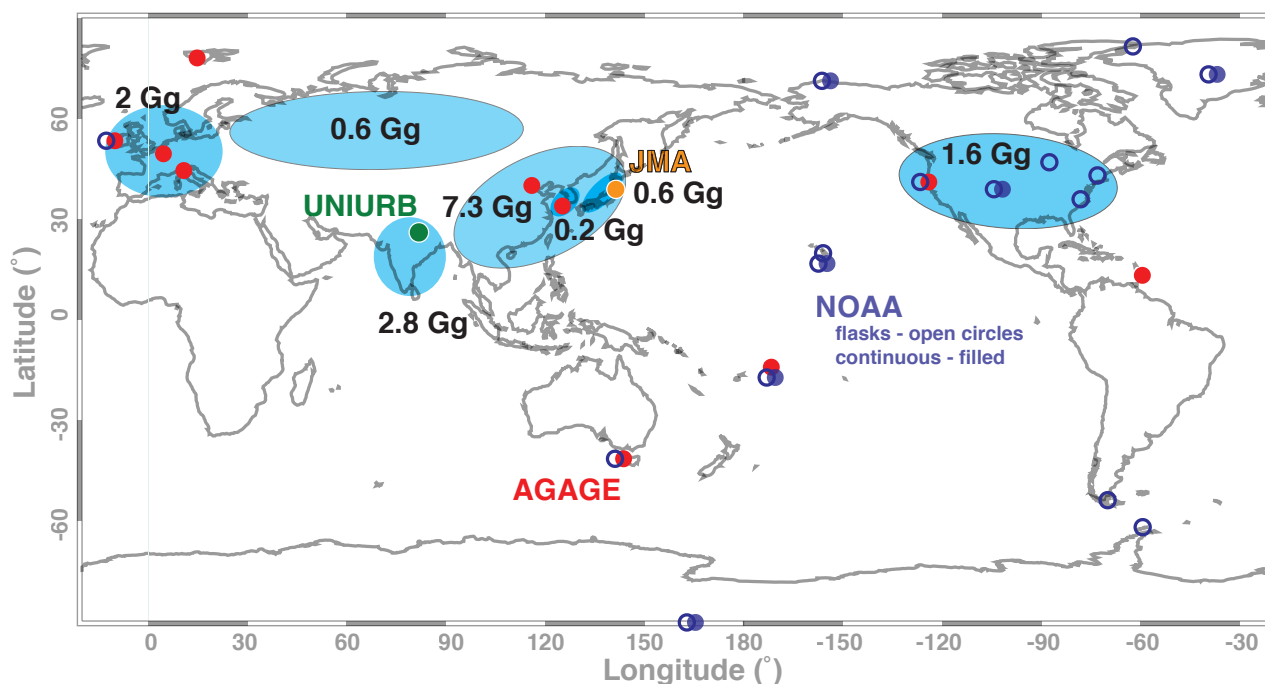 2 Gg
0.6 Gg
JMA
1.6 Gg
UNIURB
7.3 Gg
0.6 Gg
0.2 Gg
2.8 Gg
NOAA
flasks - open circles
continuous - filled
AGAGE
Latitude (˚)
60
30
0
-30
-60
0 30 60 90 120 150 180 -150 -120 -90 -60 -30
Longitude (˚)